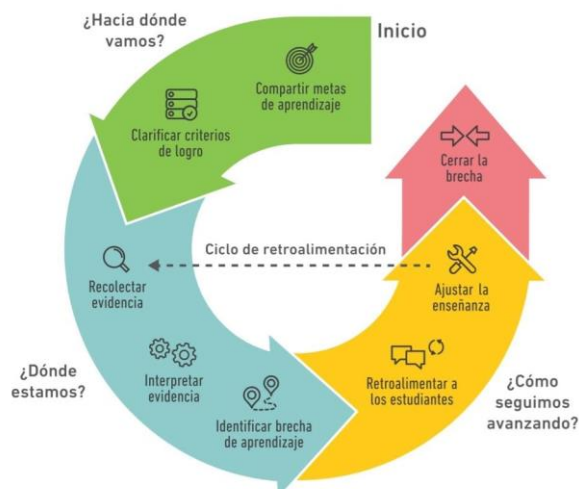 Inicio
¿Hacia dónde
vamos?
Compartir metas
de aprendizaje
Clarificar criterios
de logro
¿Dónde
estamos?
Recolectar
evidencia
Interpretar
evidencia
Identificar brecha
de aprendizaje
Ciclo de retroalimentación
¿Cómo
seguimos
avanzando?
Retroalimentar a
los estudiantes
Ajustar la
enseñanza
Cerrar la
brecha